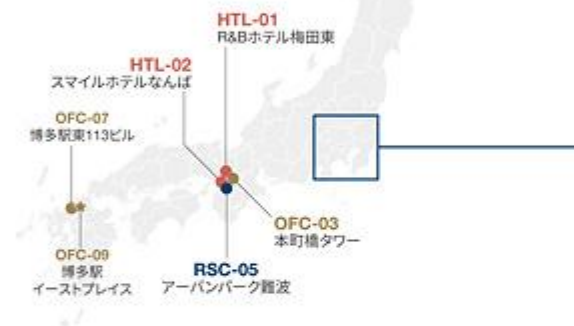 HTL-01
R&Bホテル梅田東
HTL-02
スマイルホテルなんば
OFC-07
博多駅東113ビル
OFC-03
本町橋タワー
OFC-09
博多駅
イーストプレイス
RSC-05
アーバンパーク難波